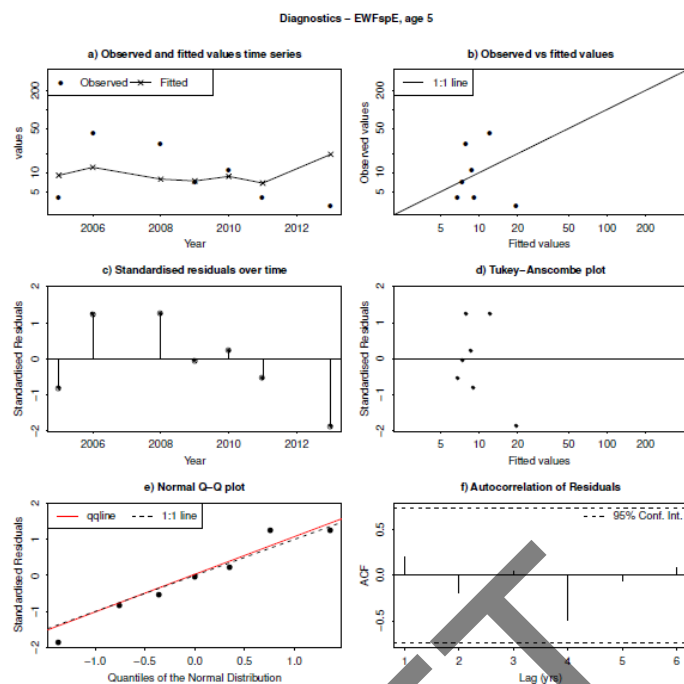 Diagnostics – EWFspE, age 5
a) Observed and fitted values time series
Observed Fitted
values
200
50
10
5
2006 2008 2010 2012
Year
b) Observed vs fitted values
1:1 line
Observed values
200
50
10
5
5 10 20 50 100 200
Fitted values
c) Standardised residuals over time
Standardised Residuals
2
1
0
−1
−2
2006 2008 2010 2012
Year
d) Tukey−Anscombe plot
Standardised Residuals
2
1
0
−1
−2
5 10 20 50 100 200
Fitted values
e) Normal Q−Q plot
qqline 1:1 line
Standardised Residuals
2
1
0
−1
−2
−1.0 −0.5 0.0 0.5 1.0
Quantiles of the Normal Distribution
f) Autocorrelation of Residuals
95% Conf. Int.
ACF
0.5
0.0
−0.5
1 2 3 4 5 6
Lag (yrs)